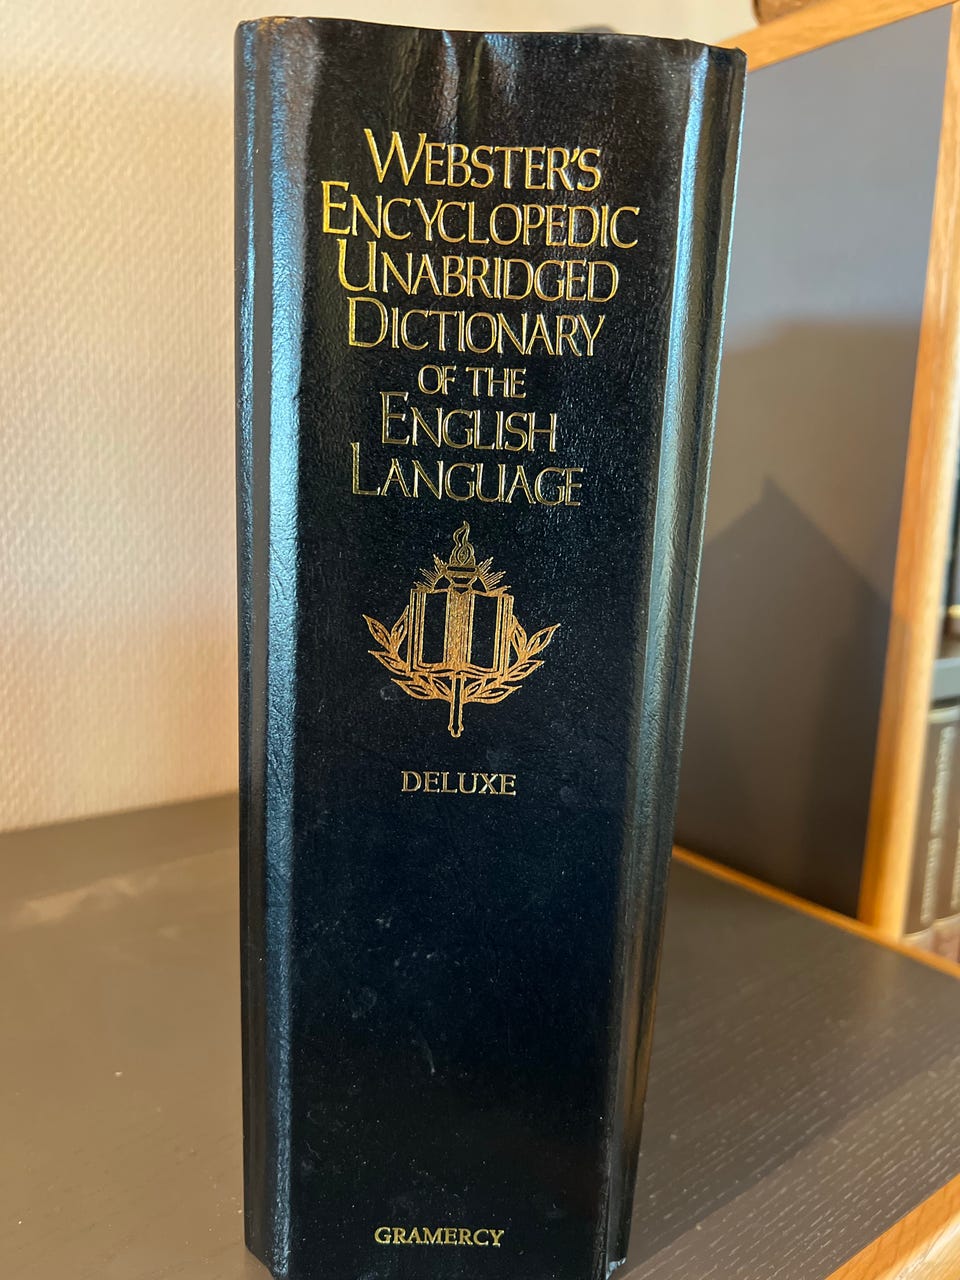 WEBSTER'S
ENCYCLOPEDIC
UNABRIDGED
DICTIONARY
OF THE
ENGLISH
LANGUAGE
DELUXE
GRAMERCY